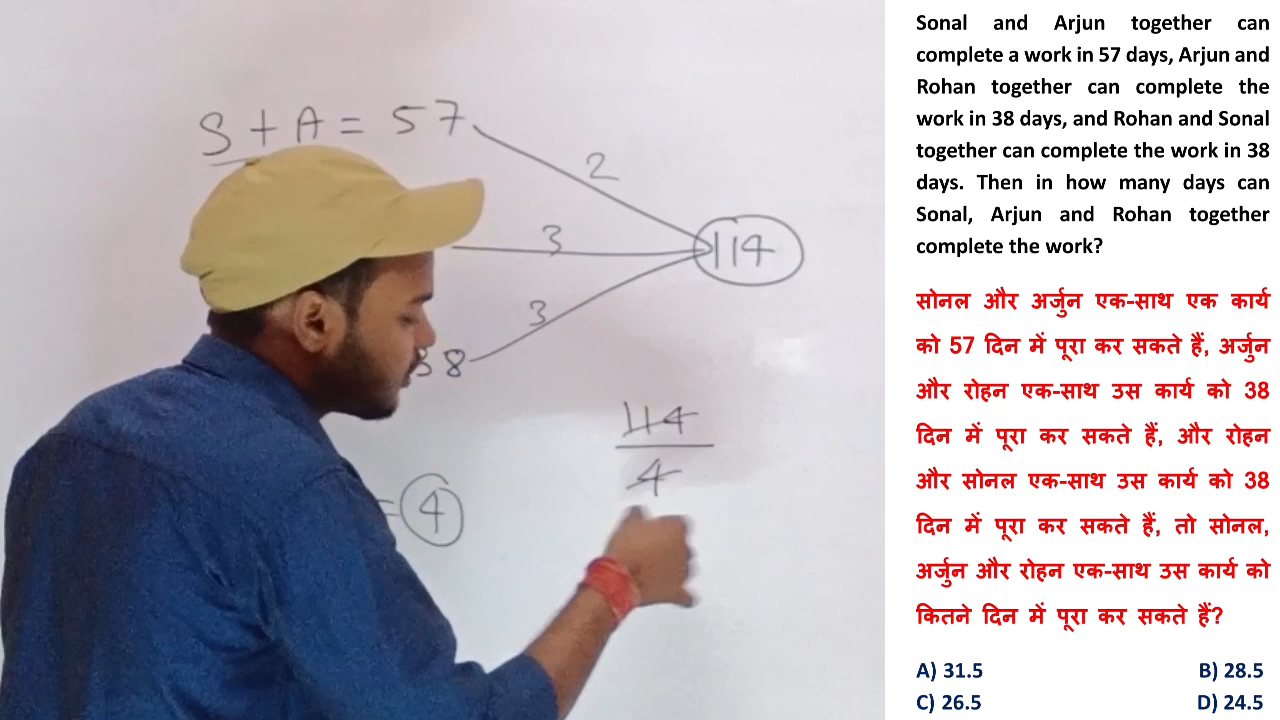 S + A = 57
2
3
114
3
38
114
4
= 4
Sonal and Arjun together can
complete a work in 57 days, Arjun and
Rohan together can complete the
work in 38 days, and Rohan and Sonal
together can complete the work in 38
days. Then in how many days can
Sonal, Arjun and Rohan together
complete the work?
सोनल और अर्जुन एक-साथ एक कार्य
को 57 दिन में पूरा कर सकते हैं, अर्जुन
और रोहन एक-साथ उस कार्य को 38
दिन में पूरा कर सकते हैं, और रोहन
और सोनल एक-साथ उस कार्य को 38
दिन में पूरा कर सकते हैं, तो सोनल,
अर्जुन और रोहन एक-साथ उस कार्य को
कितने दिन में पूरा कर सकते हैं?
A) 31.5 B) 28.5
C) 26.5 D) 24.5